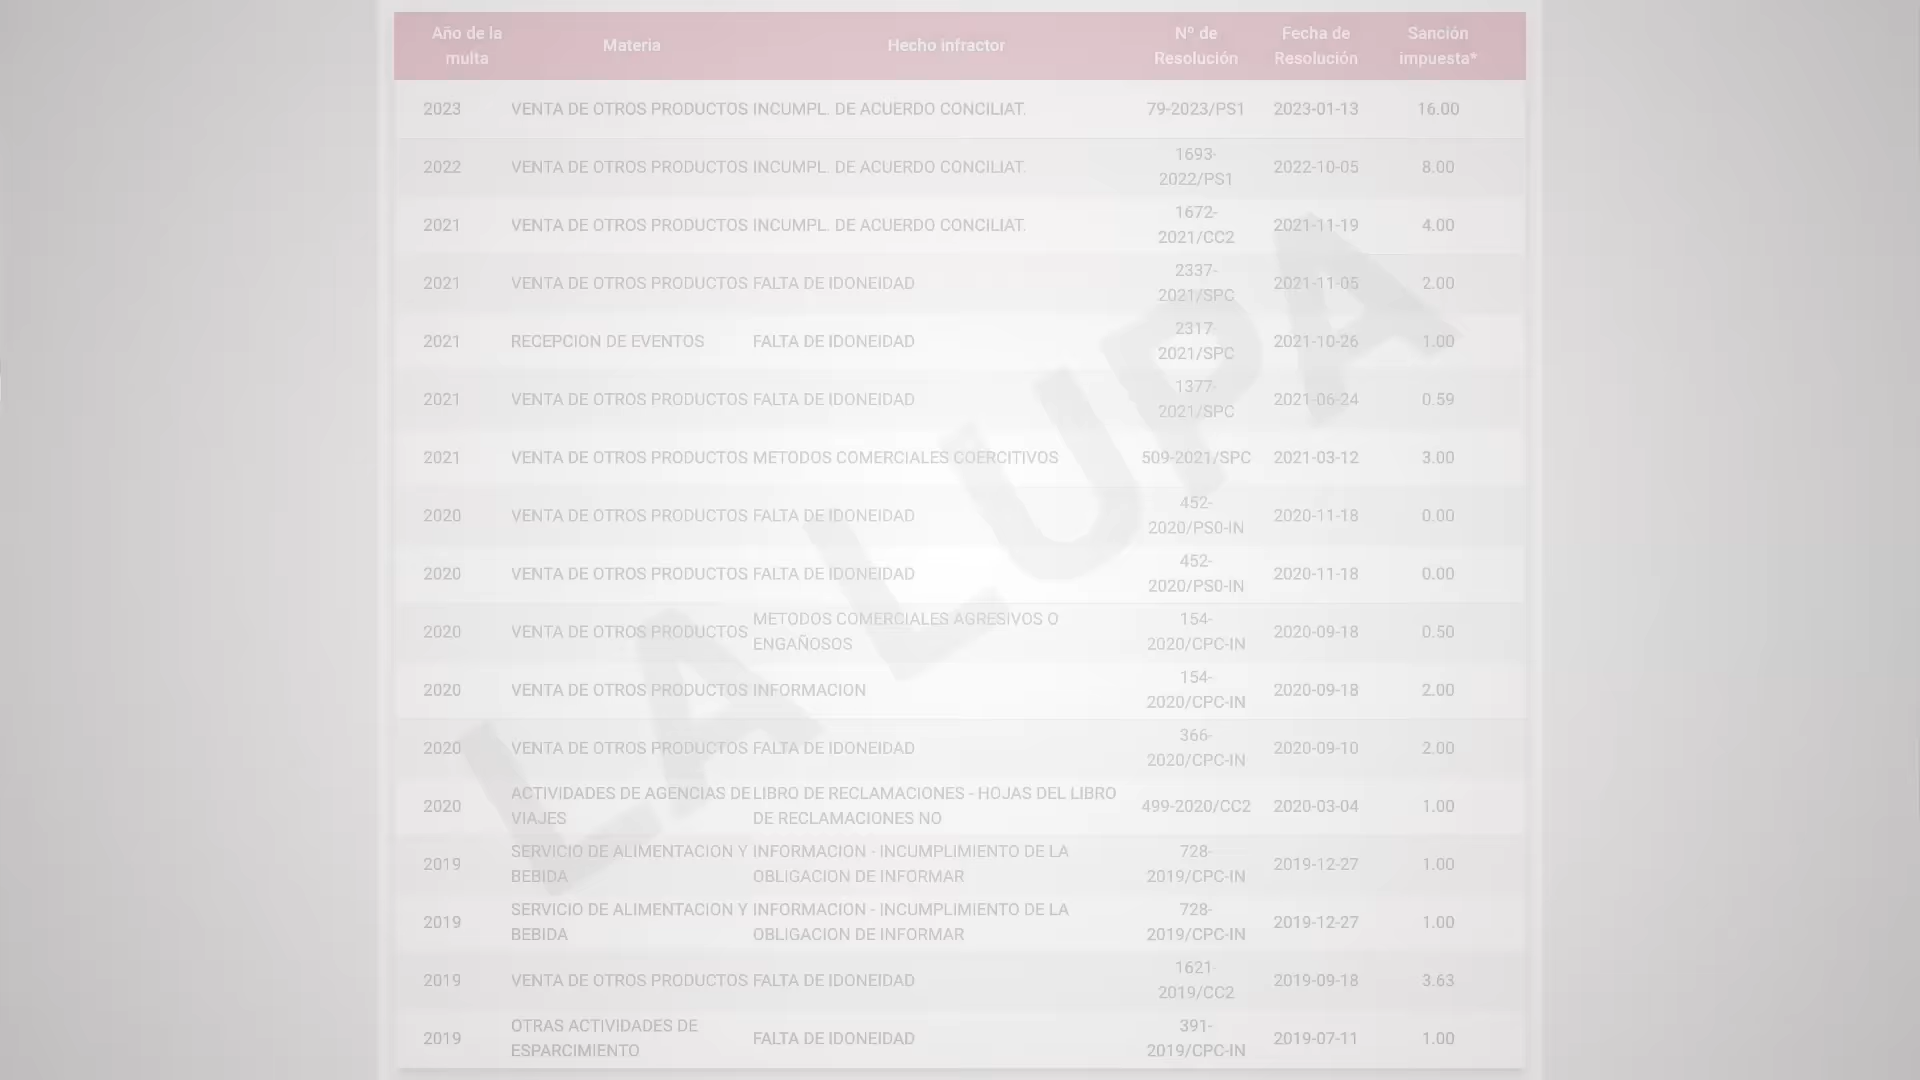 Año de la multa Materia Hecho infractor Nº de Resolución Fecha de Resolución Sanción impuesta*
2023 VENTA DE OTROS PRODUCTOS INCUMPL. DE ACUERDO CONCILIAT. 79-2023/PS1 2023-01-13 16.00
2022 VENTA DE OTROS PRODUCTOS INCUMPL. DE ACUERDO CONCILIAT. 1693-2022/PS1 2022-10-05 8.00
2021 VENTA DE OTROS PRODUCTOS INCUMPL. DE ACUERDO CONCILIAT. 1672-2021/CC2 2021-11-19 4.00
2021 VENTA DE OTROS PRODUCTOS FALTA DE IDONEIDAD 2337-2021/SPC 2021-11-05 2.00
2021 RECEPCION DE EVENTOS FALTA DE IDONEIDAD 2317-2021/SPC 2021-10-26 1.00
2021 VENTA DE OTROS PRODUCTOS FALTA DE IDONEIDAD 1377-2021/SPC 2021-06-24 0.59
2021 VENTA DE OTROS PRODUCTOS METODOS COMERCIALES COERCITIVOS 509-2021/SPC 2021-03-12 3.00
2020 VENTA DE OTROS PRODUCTOS FALTA DE IDONEIDAD 452-2020/PS0-IN 2020-11-18 0.00
2020 VENTA DE OTROS PRODUCTOS FALTA DE IDONEIDAD 452-2020/PS0-IN 2020-11-18 0.00
2020 VENTA DE OTROS PRODUCTOS METODOS COMERCIALES AGRESIVOS O ENGAÑOSOS 154-2020/CPC-IN 2020-09-18 0.50
2020 VENTA DE OTROS PRODUCTOS INFORMACION 154-2020/CPC-IN 2020-09-18 2.00
2020 VENTA DE OTROS PRODUCTOS FALTA DE IDONEIDAD 366-2020/CPC-IN 2020-09-10 2.00
2020 ACTIVIDADES DE AGENCIAS DE VIAJES LIBRO DE RECLAMACIONES - HOJAS DEL LIBRO DE RECLAMACIONES NO 499-2020/CC2 2020-03-04 1.00
2019 SERVICIO DE ALIMENTACION Y BEBIDA INFORMACION - INCUMPLIMIENTO DE LA OBLIGACION DE INFORMAR 728-2019/CPC-IN 2019-12-27 1.00
2019 SERVICIO DE ALIMENTACION Y BEBIDA INFORMACION - INCUMPLIMIENTO DE LA OBLIGACION DE INFORMAR 728-2019/CPC-IN 2019-12-27 1.00
2019 VENTA DE OTROS PRODUCTOS FALTA DE IDONEIDAD 1621-2019/CC2 2019-09-18 3.63
2019 OTRAS ACTIVIDADES DE ESPARCIMIENTO FALTA DE IDONEIDAD 391-2019/CPC-IN 2019-07-11 1.00
LA LUPA